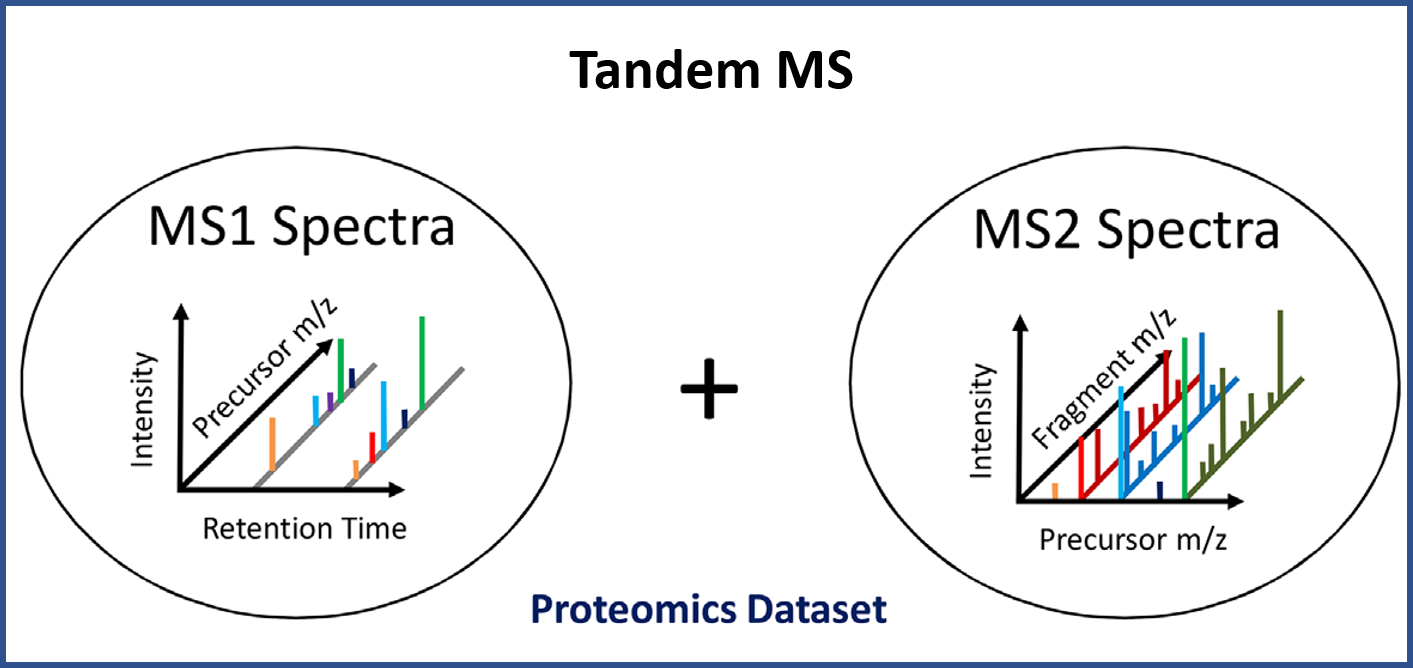 Tandem MS
MS1 Spectra
Intensity
Precursor m/z
Retention Time
+
MS2 Spectra
Intensity
Fragment m/z
Precursor m/z
Proteomics Dataset